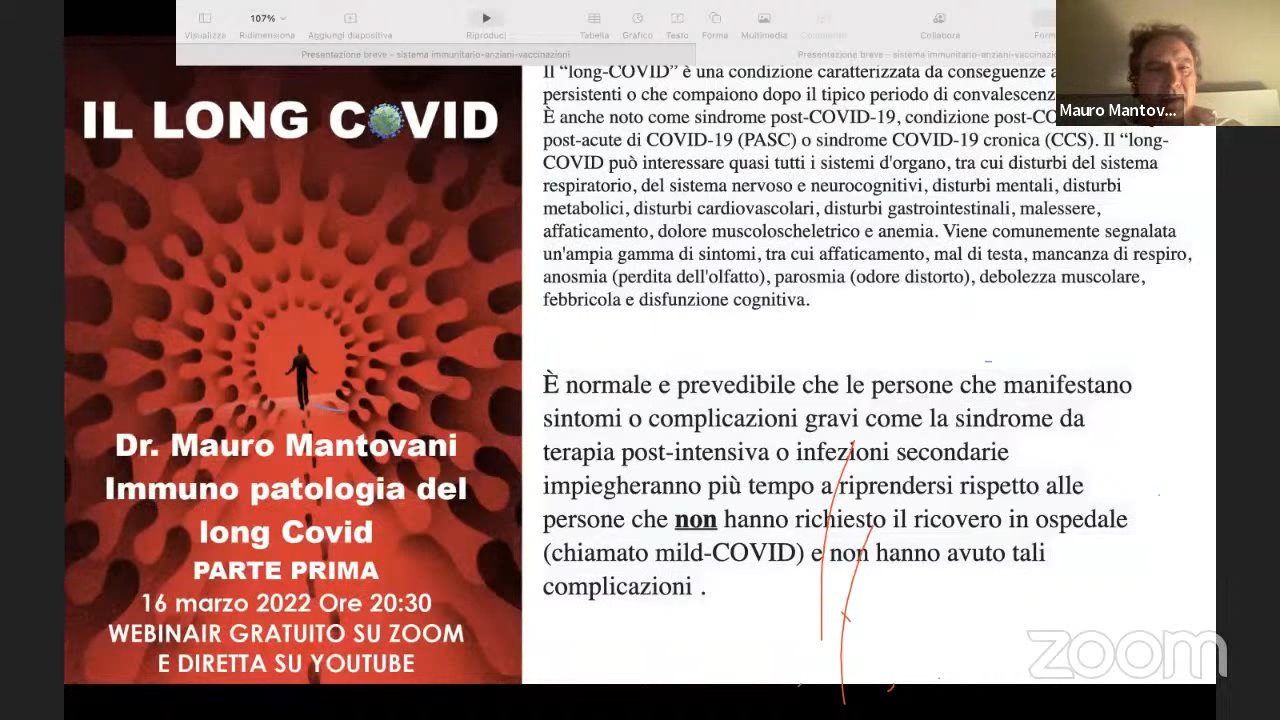 107%
Visualizza Ridimensiona Aggiungi diapositiva Riproduci Tabella Grafico Testo Forma Multimedia Commento Collabora
Presentazione breve - sistema immunitario-anziani-vaccinazioni Presentazione breve - sistema immunitario-anziani-vaccinazio
Mauro Mantov...
IL LONG COVID
Dr. Mauro Mantovani
Immuno patologia del
long Covid
PARTE PRIMA
16 marzo 2022 Ore 20:30
WEBINAIR GRATUITO SU ZOOM
E DIRETTA SU YOUTUBE
Il “long-COVID” è una condizione caratterizzata da conseguenze a
persistenti o che compaiono dopo il tipico periodo di convalescenz
È anche noto come sindrome post-COVID-19, condizione post-CO
post-acute di COVID-19 (PASC) o sindrome COVID-19 cronica (CCS). Il “long-
COVID può interessare quasi tutti i sistemi d'organo, tra cui disturbi del sistema
respiratorio, del sistema nervoso e neurocognitivi, disturbi mentali, disturbi
metabolici, disturbi cardiovascolari, disturbi gastrointestinali, malessere,
affaticamento, dolore muscoloscheletrico e anemia. Viene comunemente segnalata
un'ampia gamma di sintomi, tra cui affaticamento, mal di testa, mancanza di respiro,
anosmia (perdita dell'olfatto), parosmia (odore distorto), debolezza muscolare,
febbricola e disfunzione cognitiva.
È normale e prevedibile che le persone che manifestano
sintomi o complicazioni gravi come la sindrome da
terapia post-intensiva o infezioni secondarie
impiegheranno più tempo a riprendersi rispetto alle
persone che non hanno richiesto il ricovero in ospedale
(chiamato mild-COVID) e non hanno avuto tali
complicazioni .
zoom